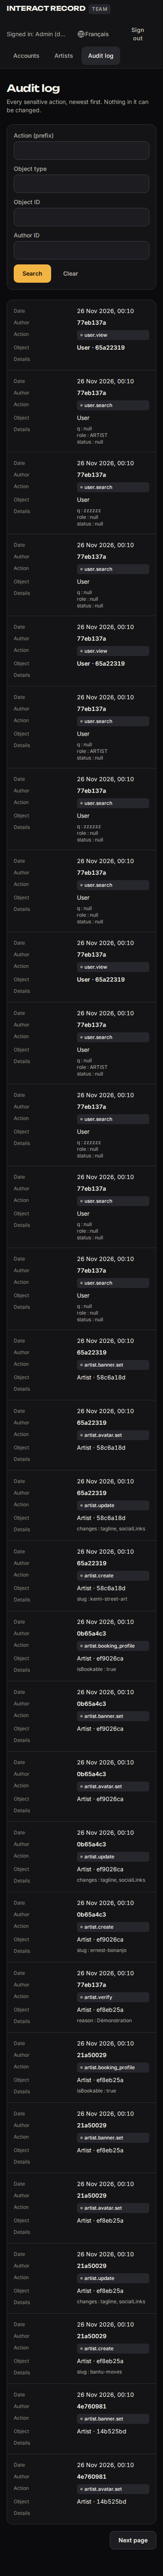 INTERACT RECORD TEAM
Signed in: Admin (d... Français Sign out
Accounts Artists Audit log
Audit log
Every sensitive action, newest first. Nothing in it can
be changed.
Action (prefix)
Object type
Object ID
Author ID
Search Clear
Date 26 Nov 2026, 00:10
Author 77eb137a
Action user.view
Object User · 65a22319
Details
Date 26 Nov 2026, 00:10
Author 77eb137a
Action user.search
Object User
Details q : null
role : ARTIST
status : null
Date 26 Nov 2026, 00:10
Author 77eb137a
Action user.search
Object User
Details q : zzzzzz
role : null
status : null
Date 26 Nov 2026, 00:10
Author 77eb137a
Action user.search
Object User
Details q : null
role : null
status : null
Date 26 Nov 2026, 00:10
Author 77eb137a
Action user.view
Object User · 65a22319
Details
Date 26 Nov 2026, 00:10
Author 77eb137a
Action user.search
Object User
Details q : null
role : ARTIST
status : null
Date 26 Nov 2026, 00:10
Author 77eb137a
Action user.search
Object User
Details q : zzzzzz
role : null
status : null
Date 26 Nov 2026, 00:10
Author 77eb137a
Action user.search
Object User
Details q : null
role : null
status : null
Date 26 Nov 2026, 00:10
Author 77eb137a
Action user.view
Object User · 65a22319
Details
Date 26 Nov 2026, 00:10
Author 77eb137a
Action user.search
Object User
Details q : null
role : ARTIST
status : null
Date 26 Nov 2026, 00:10
Author 77eb137a
Action user.search
Object User
Details q : zzzzzz
role : null
status : null
Date 26 Nov 2026, 00:10
Author 77eb137a
Action user.search
Object User
Details q : null
role : null
status : null
Date 26 Nov 2026, 00:10
Author 77eb137a
Action user.search
Object User
Details q : null
role : null
status : null
Date 26 Nov 2026, 00:10
Author 65a22319
Action artist.banner.set
Object Artist · 58c6a18d
Details
Date 26 Nov 2026, 00:10
Author 65a22319
Action artist.avatar.set
Object Artist · 58c6a18d
Details
Date 26 Nov 2026, 00:10
Author 65a22319
Action artist.update
Object Artist · 58c6a18d
Details changes : tagline, socialLinks
Date 26 Nov 2026, 00:10
Author 65a22319
Action artist.create
Object Artist · 58c6a18d
Details slug : kemi-street-art
Date 26 Nov 2026, 00:10
Author 0b65a4c3
Action artist.booking_profile
Object Artist · ef9026ca
Details isBookable : true
Date 26 Nov 2026, 00:10
Author 0b65a4c3
Action artist.banner.set
Object Artist · ef9026ca
Details
Date 26 Nov 2026, 00:10
Author 0b65a4c3
Action artist.avatar.set
Object Artist · ef9026ca
Details
Date 26 Nov 2026, 00:10
Author 0b65a4c3
Action artist.update
Object Artist · ef9026ca
Details changes : tagline, socialLinks
Date 26 Nov 2026, 00:10
Author 0b65a4c3
Action artist.create
Object Artist · ef9026ca
Details slug : ernest-bonanjo
Date 26 Nov 2026, 00:10
Author 77eb137a
Action artist.verify
Object Artist · ef8eb25a
Details reason : Démonstration
Date 26 Nov 2026, 00:10
Author 21a50029
Action artist.booking_profile
Object Artist · ef8eb25a
Details isBookable : true
Date 26 Nov 2026, 00:10
Author 21a50029
Action artist.banner.set
Object Artist · ef8eb25a
Details
Date 26 Nov 2026, 00:10
Author 21a50029
Action artist.avatar.set
Object Artist · ef8eb25a
Details
Date 26 Nov 2026, 00:10
Author 21a50029
Action artist.update
Object Artist · ef8eb25a
Details changes : tagline, socialLinks
Date 26 Nov 2026, 00:10
Author 21a50029
Action artist.create
Object Artist · ef8eb25a
Details slug : bantu-moves
Date 26 Nov 2026, 00:10
Author 4e760981
Action artist.banner.set
Object Artist · 14b525bd
Details
Date 26 Nov 2026, 00:10
Author 4e760981
Action artist.avatar.set
Object Artist · 14b525bd
Details
Next page